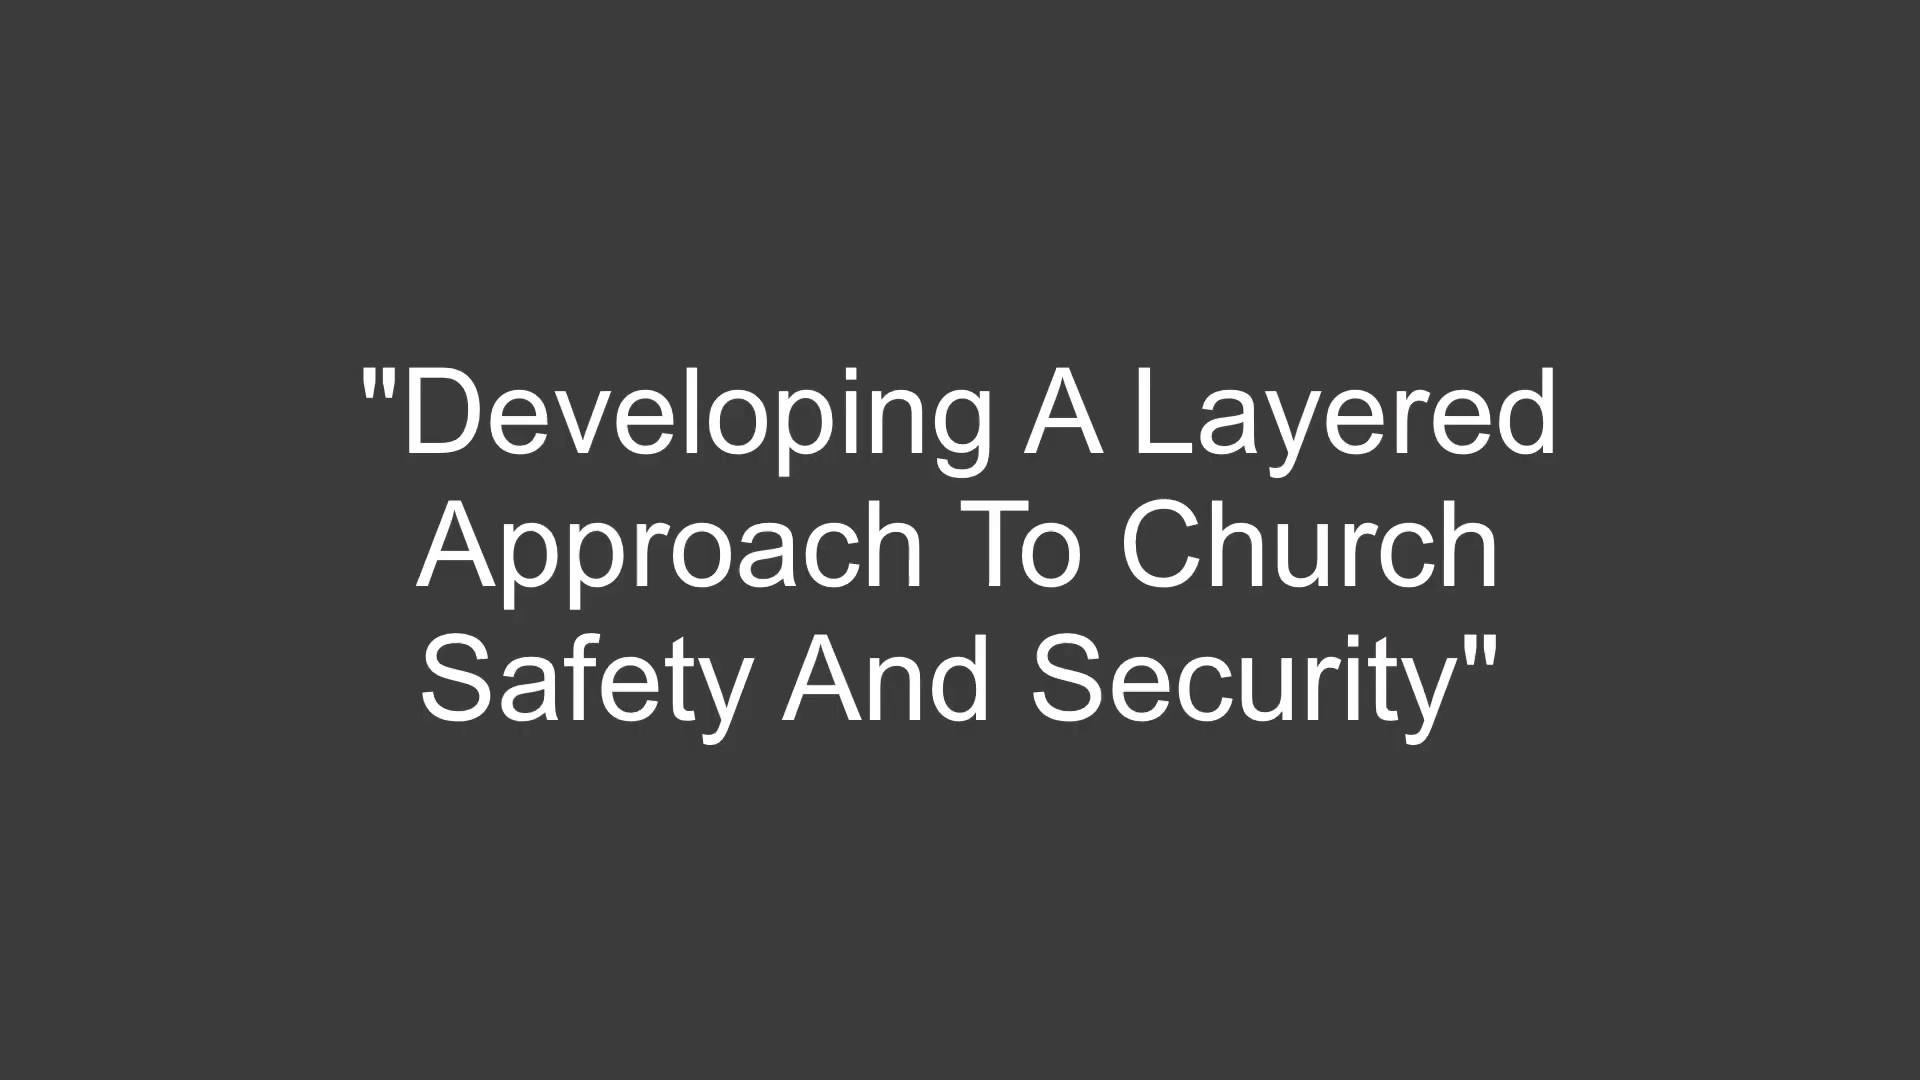 "Developing A Layered
Approach To Church
Safety And Security"